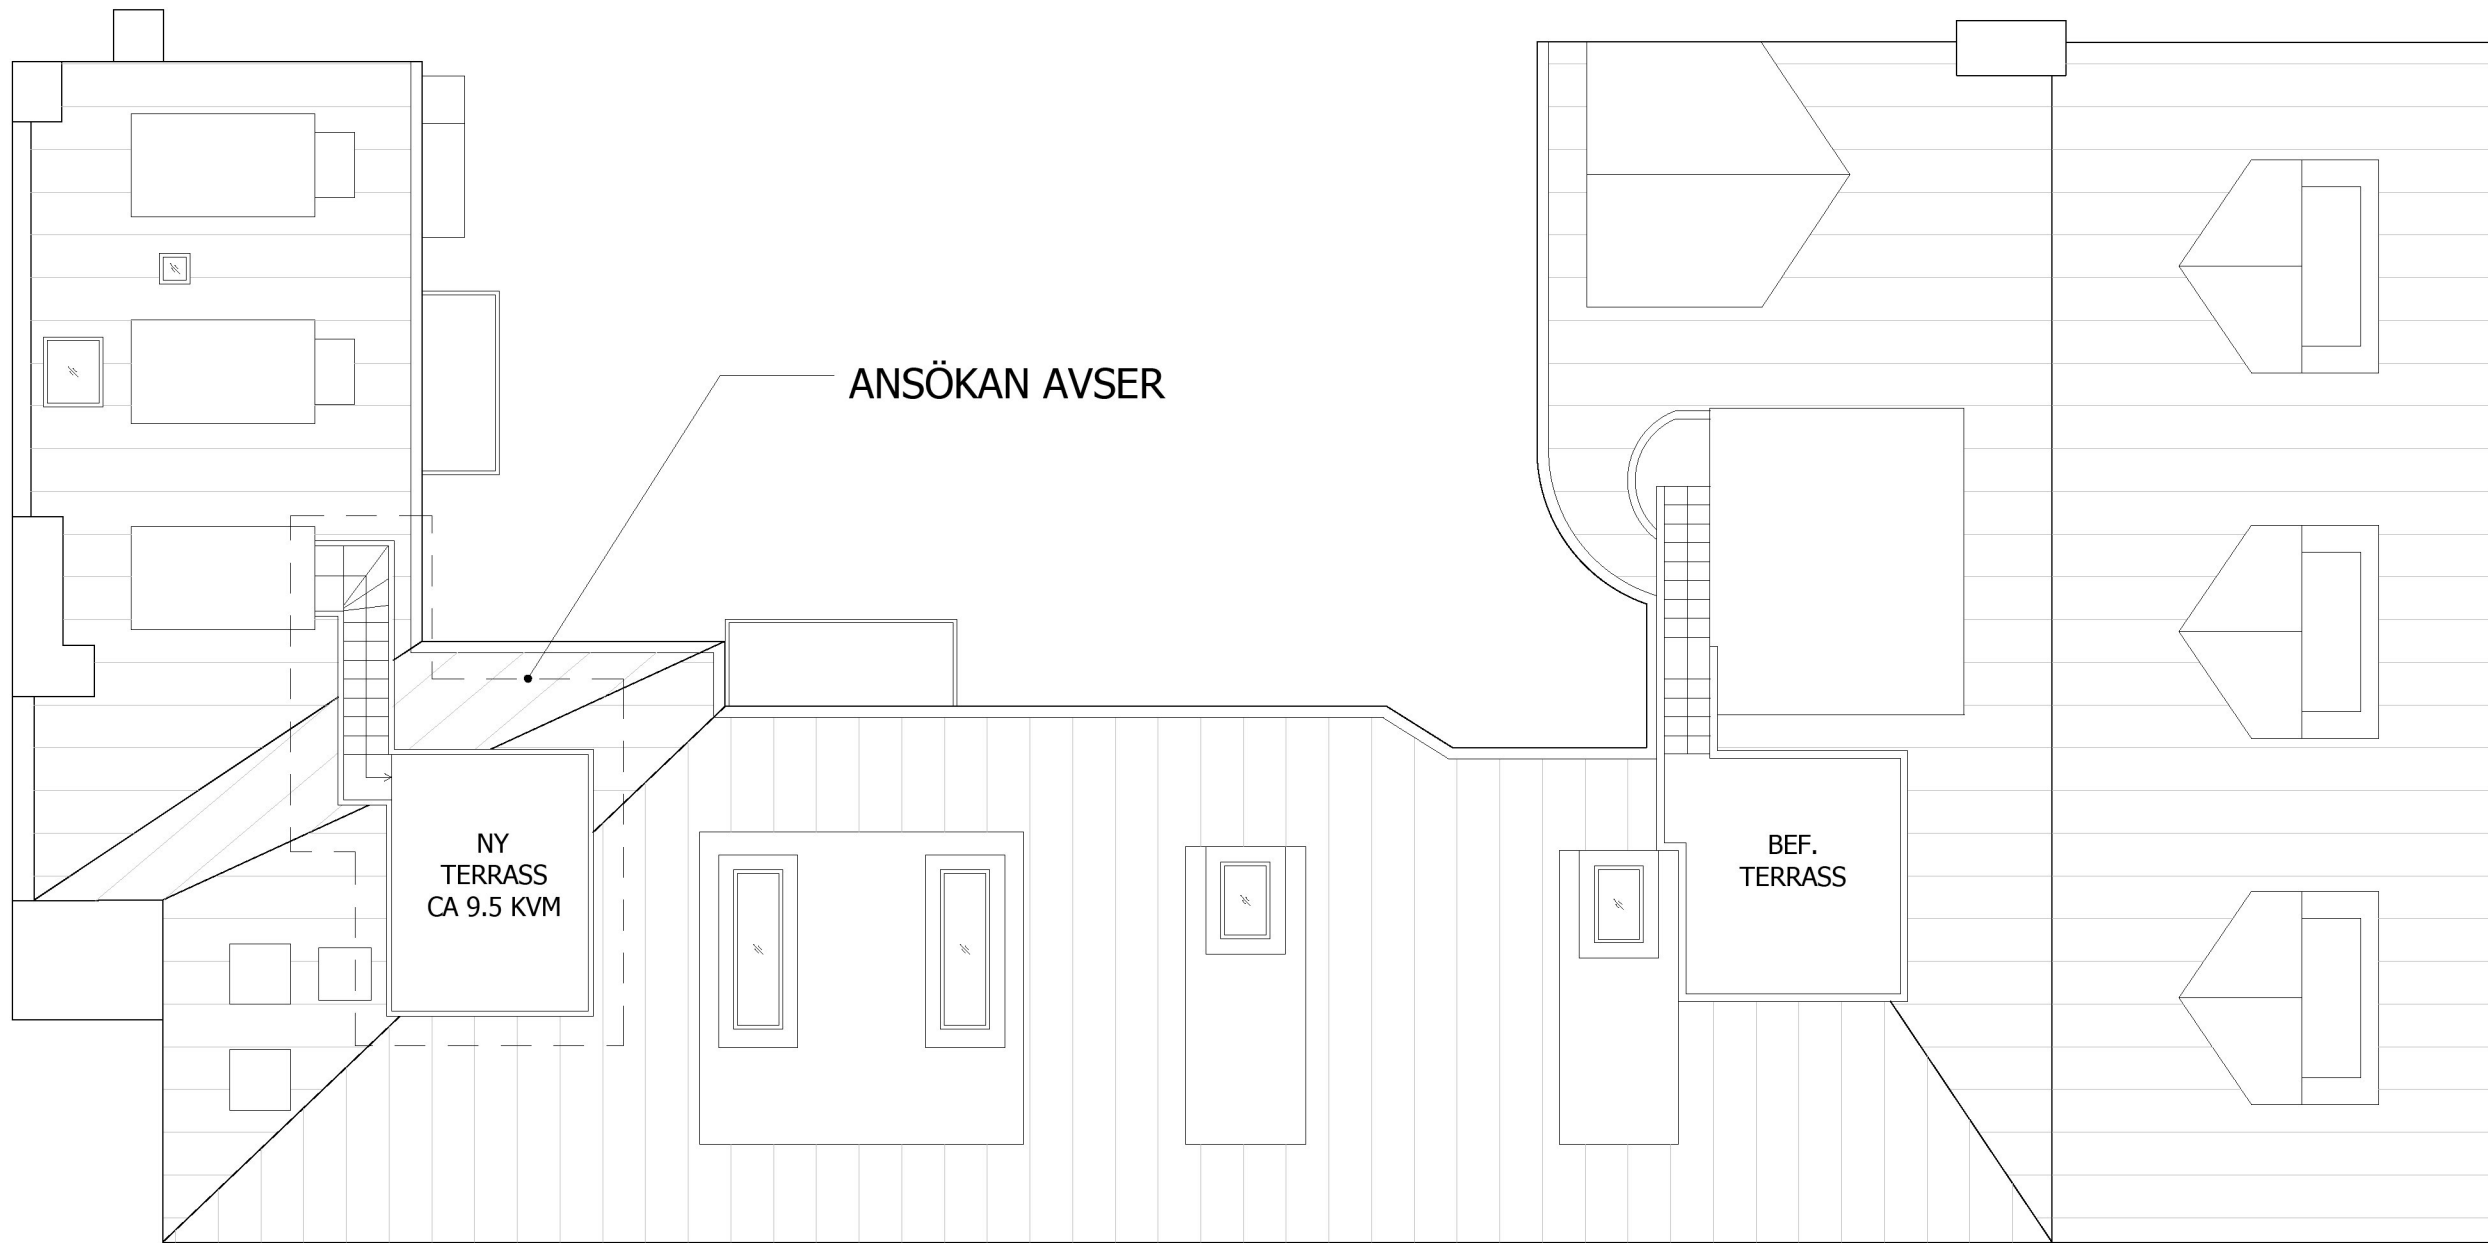 ANSÖKAN AVSER
NY
TERRASS
CA 9.5 KVM
BEF.
TERRASS